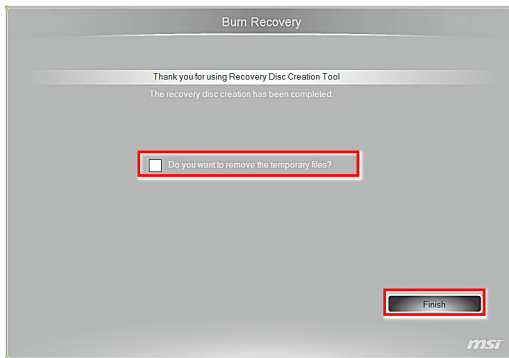 Burn Recovery
Thank you for using Recovery Disc Creation Tool
The recovery disc creation has been completed.
Do you want to remove the temporary files?
Finish
msi